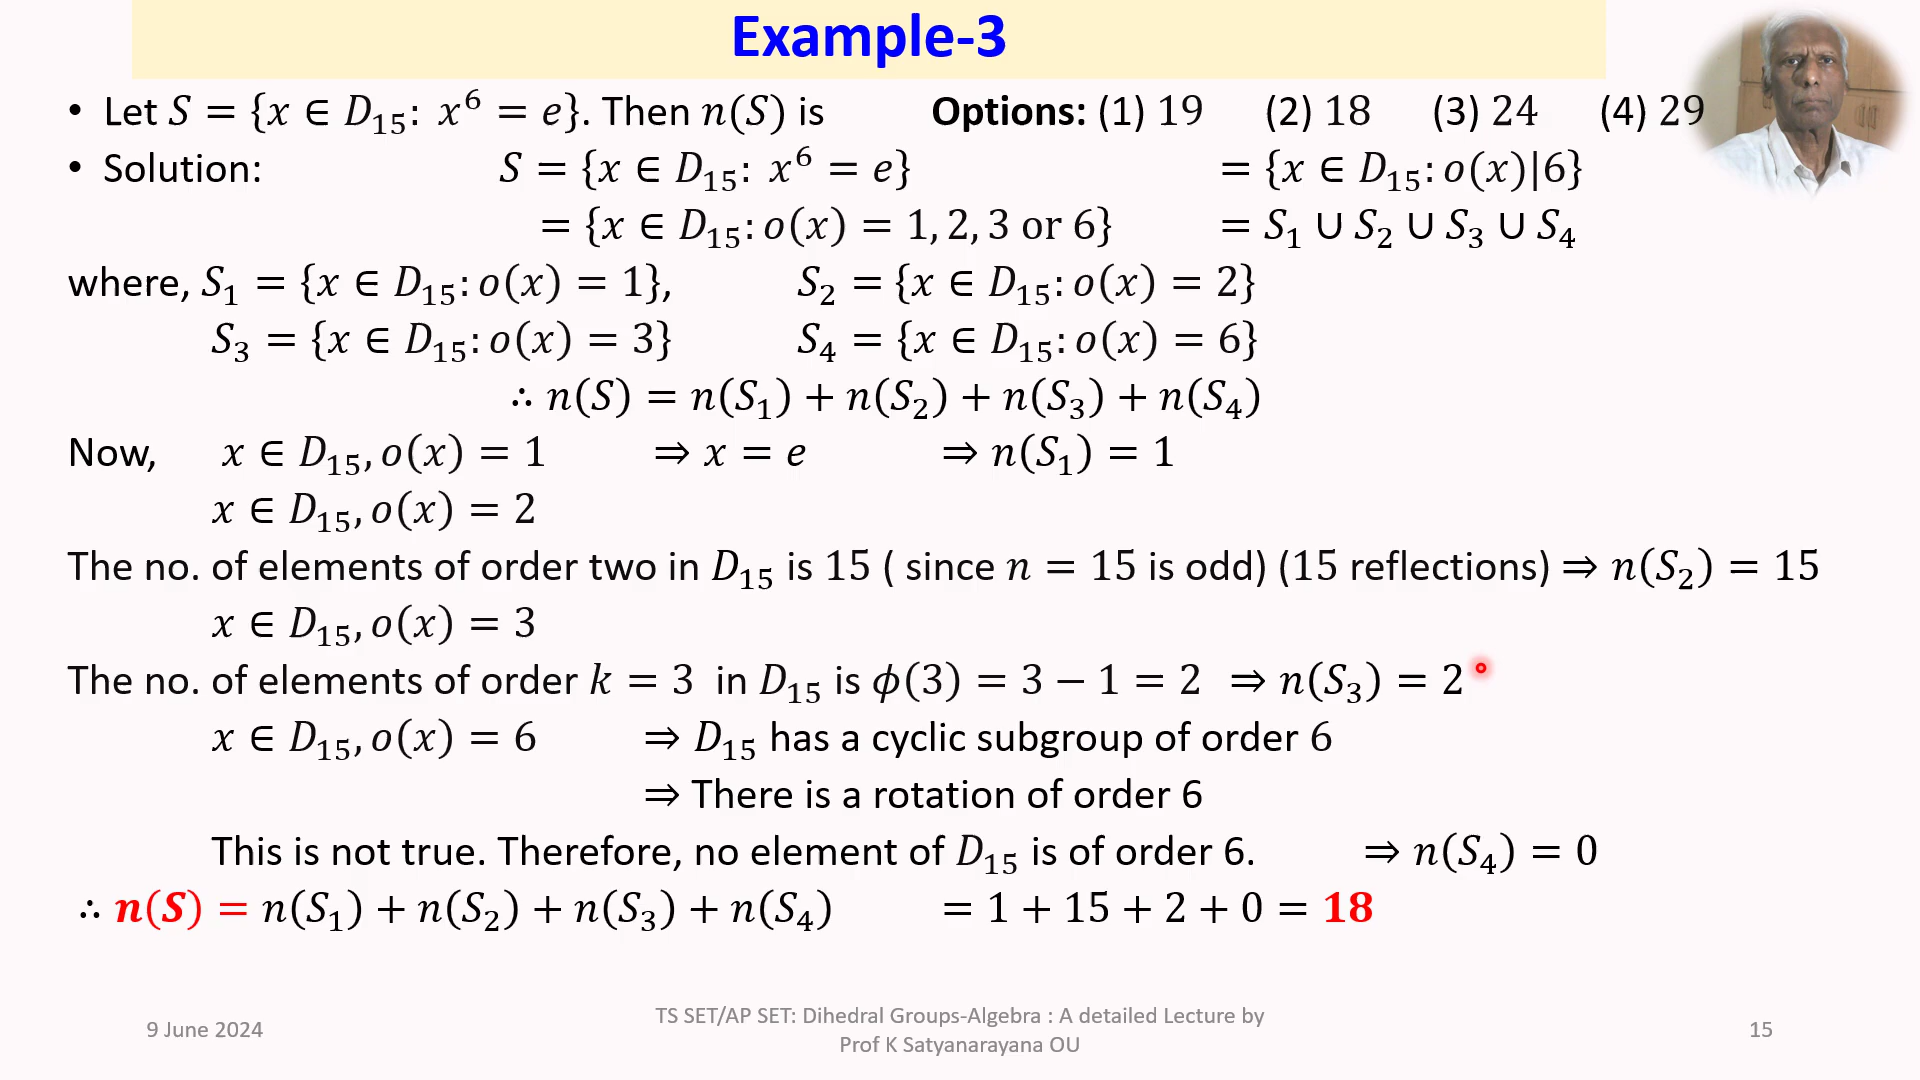 Example-3
• Let S = {x ∈ D₁₅: x⁶ = e}. Then n(S) is Options: (1) 19 (2) 18 (3) 24 (4) 29
• Solution: S = {x ∈ D₁₅: x⁶ = e} = {x ∈ D₁₅: o(x)|6}
= {x ∈ D₁₅: o(x) = 1, 2, 3 or 6} = S₁ ∪ S₂ ∪ S₃ ∪ S₄
where, S₁ = {x ∈ D₁₅: o(x) = 1}, S₂ = {x ∈ D₁₅: o(x) = 2}
S₃ = {x ∈ D₁₅: o(x) = 3} S₄ = {x ∈ D₁₅: o(x) = 6}
∴ n(S) = n(S₁) + n(S₂) + n(S₃) + n(S₄)
Now, x ∈ D₁₅, o(x) = 1 ⇒ x = e ⇒ n(S₁) = 1
x ∈ D₁₅, o(x) = 2
The no. of elements of order two in D₁₅ is 15 ( since n = 15 is odd) (15 reflections) ⇒ n(S₂) = 15
x ∈ D₁₅, o(x) = 3
The no. of elements of order k = 3 in D₁₅ is ϕ(3) = 3 − 1 = 2 ⇒ n(S₃) = 2
x ∈ D₁₅, o(x) = 6 ⇒ D₁₅ has a cyclic subgroup of order 6
⇒ There is a rotation of order 6
This is not true. Therefore, no element of D₁₅ is of order 6. ⇒ n(S₄) = 0
∴ n(S) = n(S₁) + n(S₂) + n(S₃) + n(S₄) = 1 + 15 + 2 + 0 = 18
9 June 2024
TS SET/AP SET: Dihedral Groups-Algebra : A detailed Lecture by
Prof K Satyanarayana OU
15